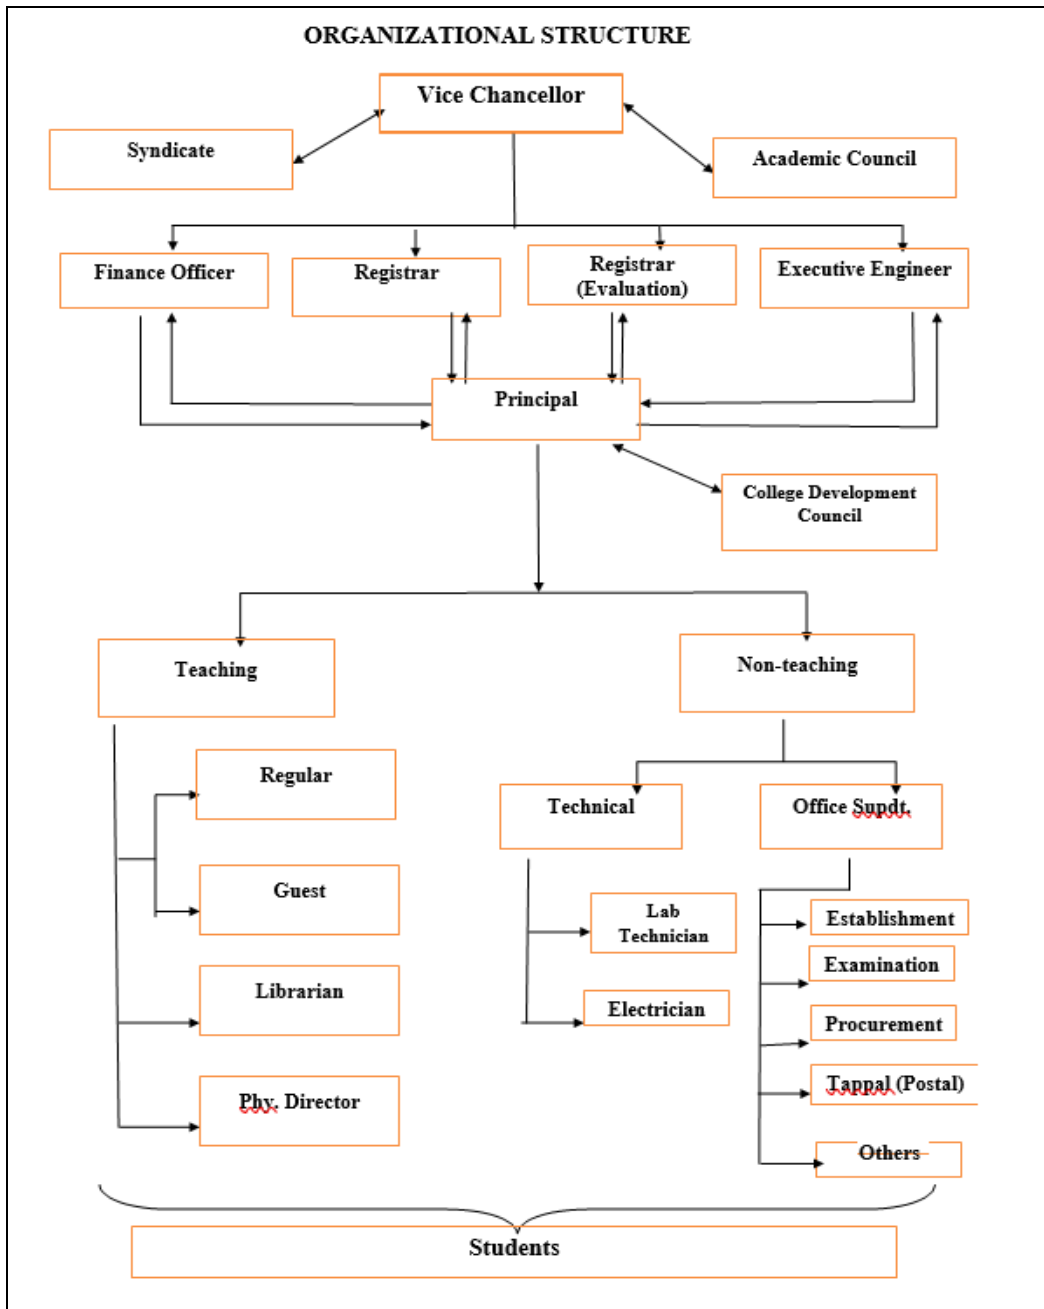 ORGANIZATIONAL STRUCTURE
Vice Chancellor
Syndicate
Academic Council
Finance Officer
Registrar
Registrar
(Evaluation)
Executive Engineer
Principal
College Development
Council
Teaching
Non-teaching
Regular
Technical
Office Supdt.
Guest
Lab
Technician
Establishment
Examination
Librarian
Electrician
Procurement
Tappal (Postal)
Phy. Director
Others
Students